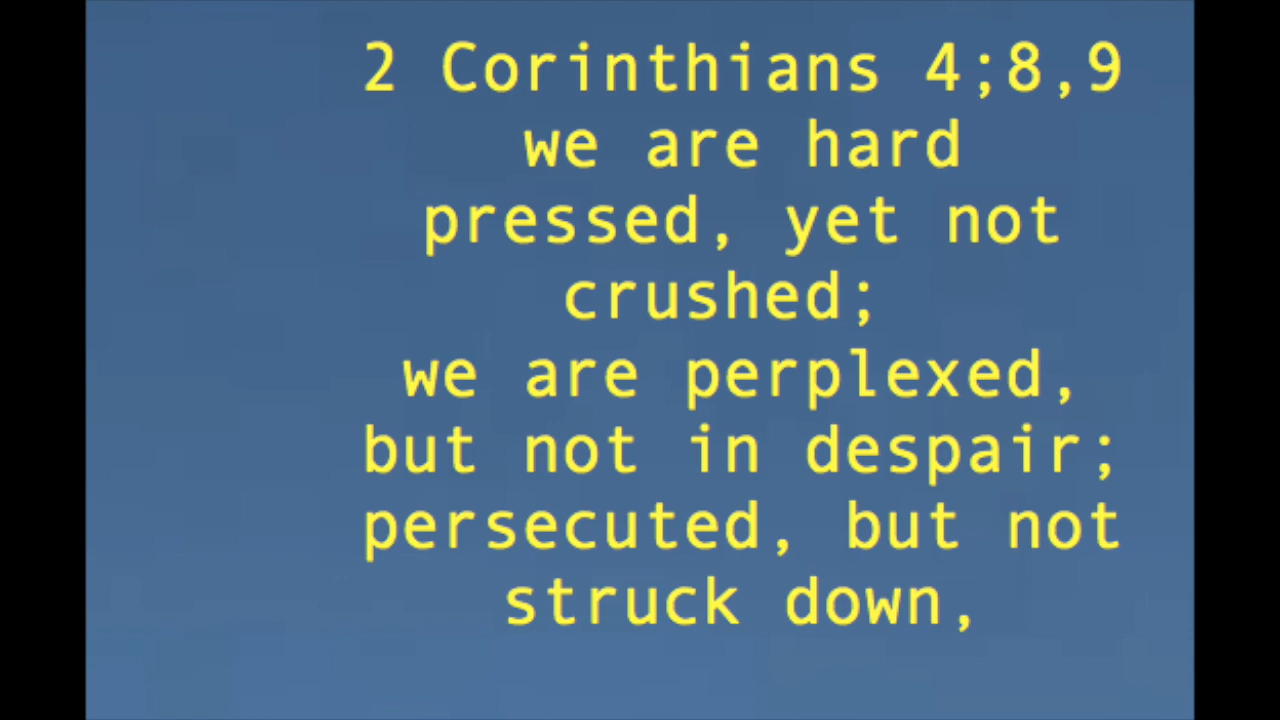 2 Corinthians 4;8,9
we are hard
pressed, yet not
crushed;
we are perplexed,
but not in despair;
persecuted, but not
struck down,